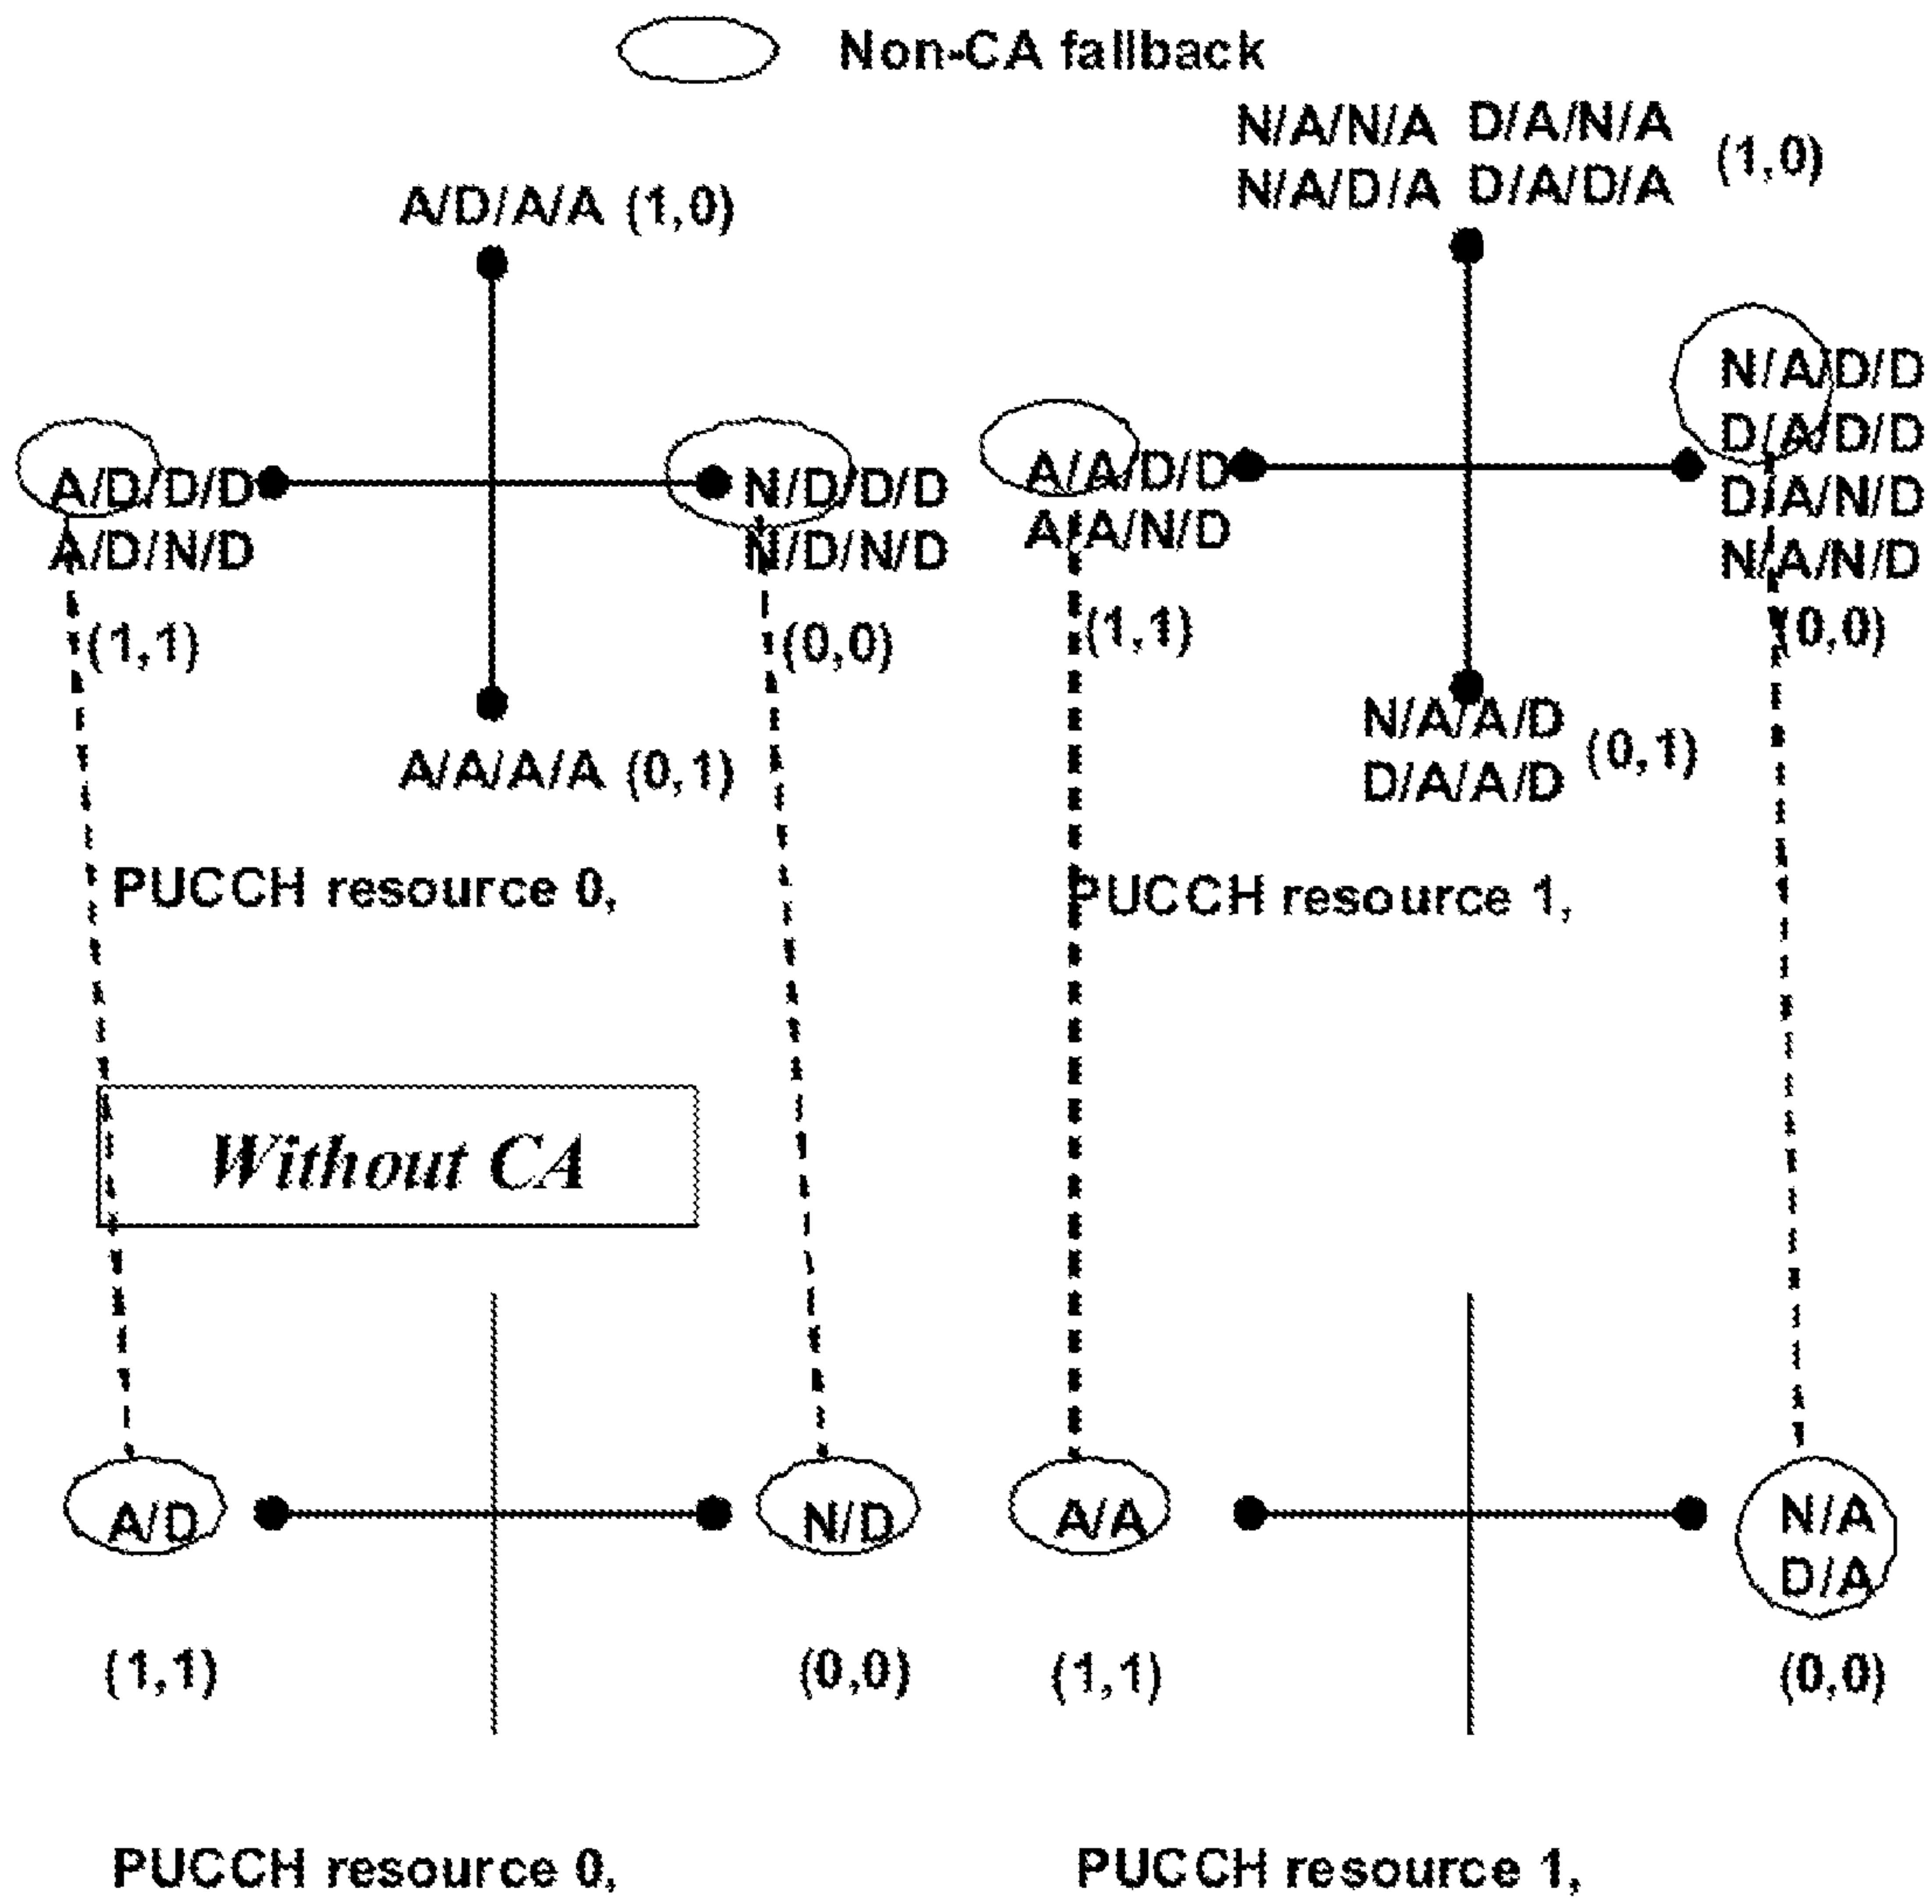 Non-CA fallback
N/A/N/A D/A/N/A
N/A/D/A D/A/D/A (1,0)
A/D/A/A (1,0)
A/D/D/D
A/D/N/D
(1,1)
N/D/D/D
N/D/N/D
(0,0)
A/A/A/A (0,1)
PUCCH resource 0,
A/A/D/D
A/A/N/D
(1,1)
N/A/D/D
D/A/D/D
D/A/N/D
N/A/N/D
(0,0)
N/A/A/D
D/A/A/D (0,1)
PUCCH resource 1,
Without CA
A/D
(1,1)
N/D
(0,0)
PUCCH resource 0,
A/A
(1,1)
N/A
D/A
(0,0)
PUCCH resource 1,